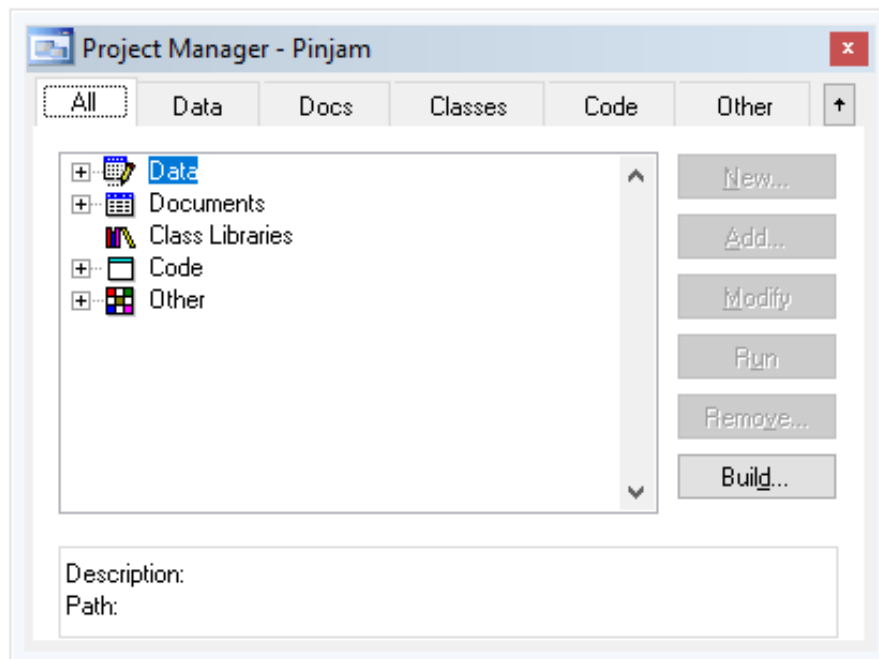 Project Manager - Pinjam
x
All Data Docs Classes Code Other
Data
Documents
Class Libraries
Code
Other
New...
Add...
Modify
Run
Remove...
Build...
Description:
Path: